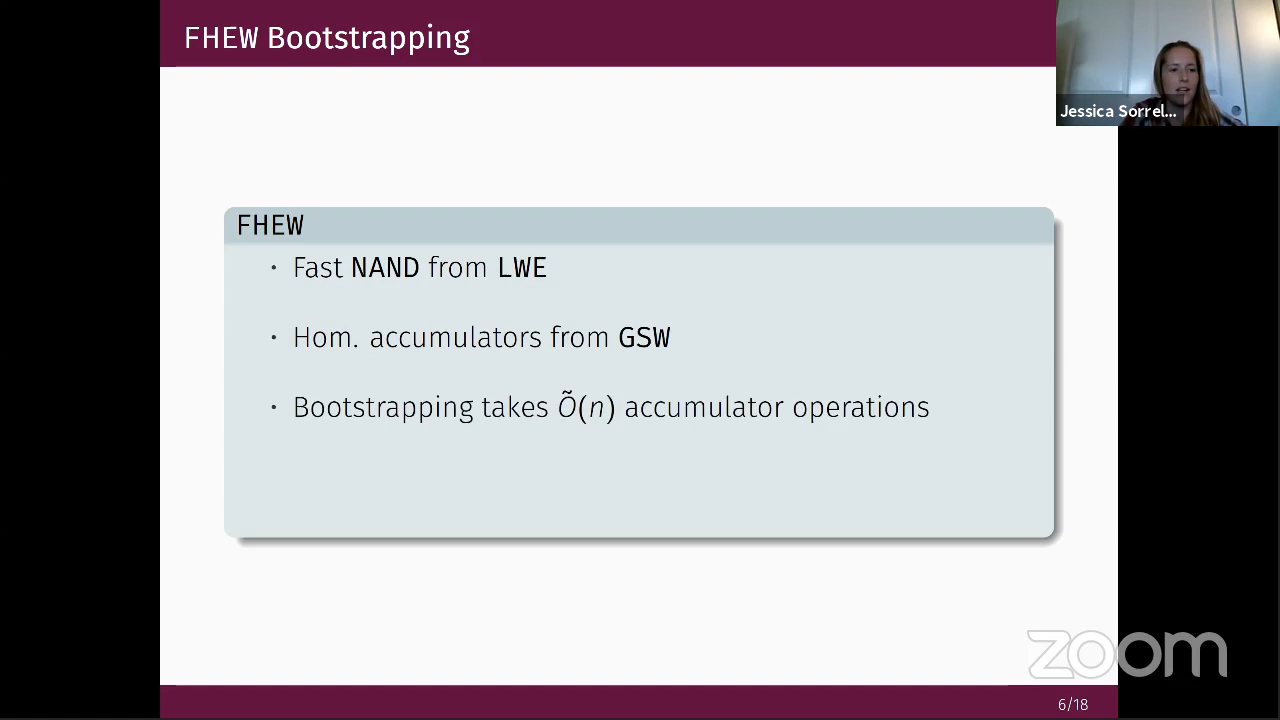 FHEW Bootstrapping
Jessica Sorrel...
FHEW
· Fast NAND from LWE
· Hom. accumulators from GSW
· Bootstrapping takes Õ(n) accumulator operations
zoom
6/18